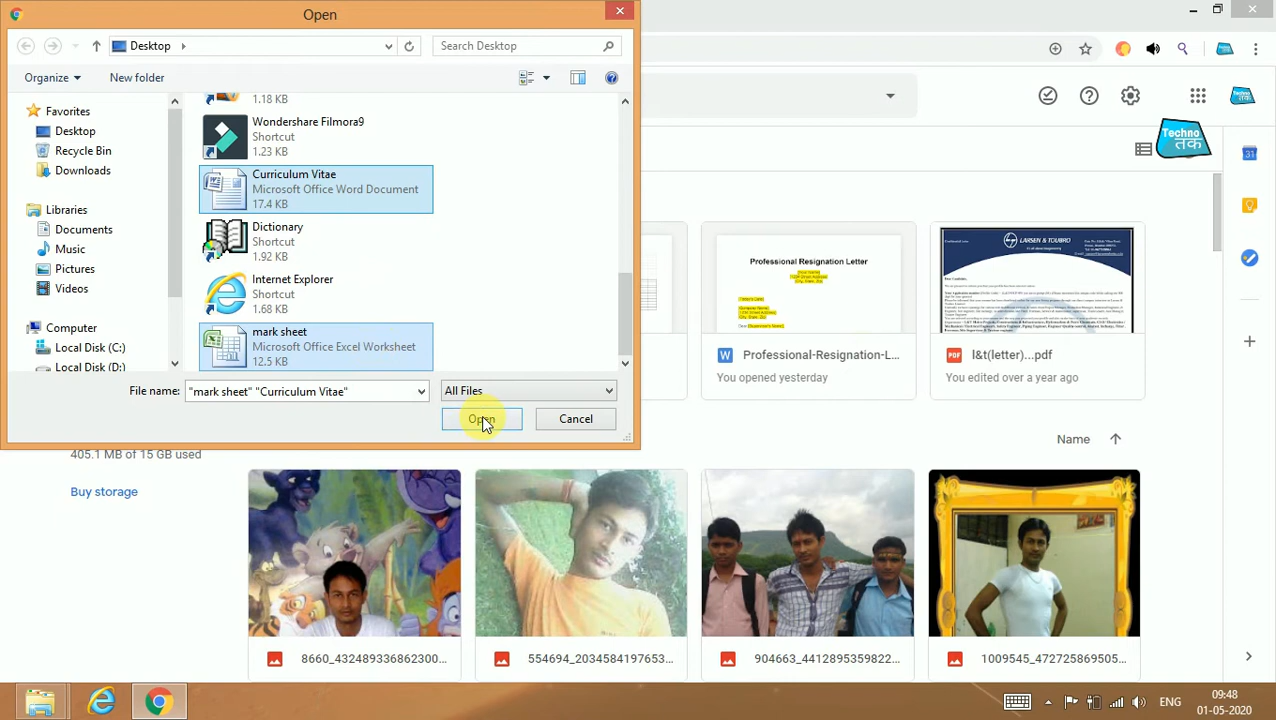 Open
Desktop
Search Desktop
Organize
New folder
Favorites
Desktop
Recycle Bin
Downloads
Libraries
Documents
Music
Pictures
Videos
Computer
Local Disk (C:)
Local Disk (D:)
1.18 KB
Wondershare Filmora9
Shortcut
1.23 KB
Curriculum Vitae
Microsoft Office Word Document
17.4 KB
Dictionary
Shortcut
1.92 KB
Internet Explorer
Shortcut
1.69 KB
mark sheet
Microsoft Office Excel Worksheet
12.5 KB
File name:
"mark sheet" "Curriculum Vitae"
All Files
Open
Cancel
Techno
तक
31
Professional Resignation Letter
LARSEN & TOUBRO
W
Professional-Resignation-L...
You opened yesterday
PDF
l&t(letter)...pdf
You edited over a year ago
Name
405.1 MB of 15 GB used
Buy storage
8660_432489336862300...
554694_2034584197653...
904663_4412895359822...
1009545_472725869505...
ENG
09:48
01-05-2020